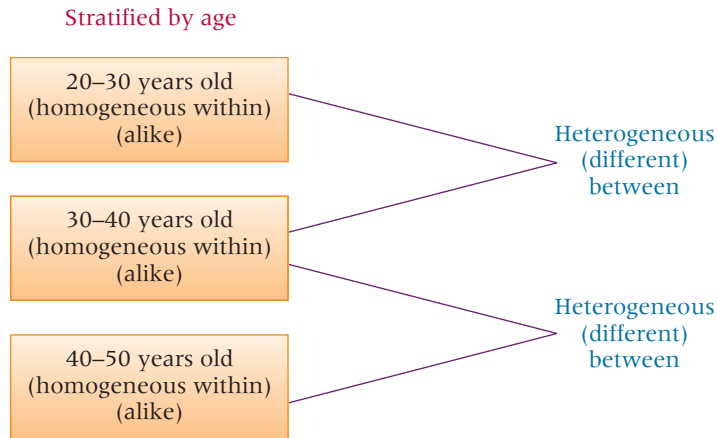 Stratified by age
20–30 years old
(homogeneous within)
(alike)
30–40 years old
(homogeneous within)
(alike)
40–50 years old
(homogeneous within)
(alike)
Heterogeneous
(different)
between
Heterogeneous
(different)
between